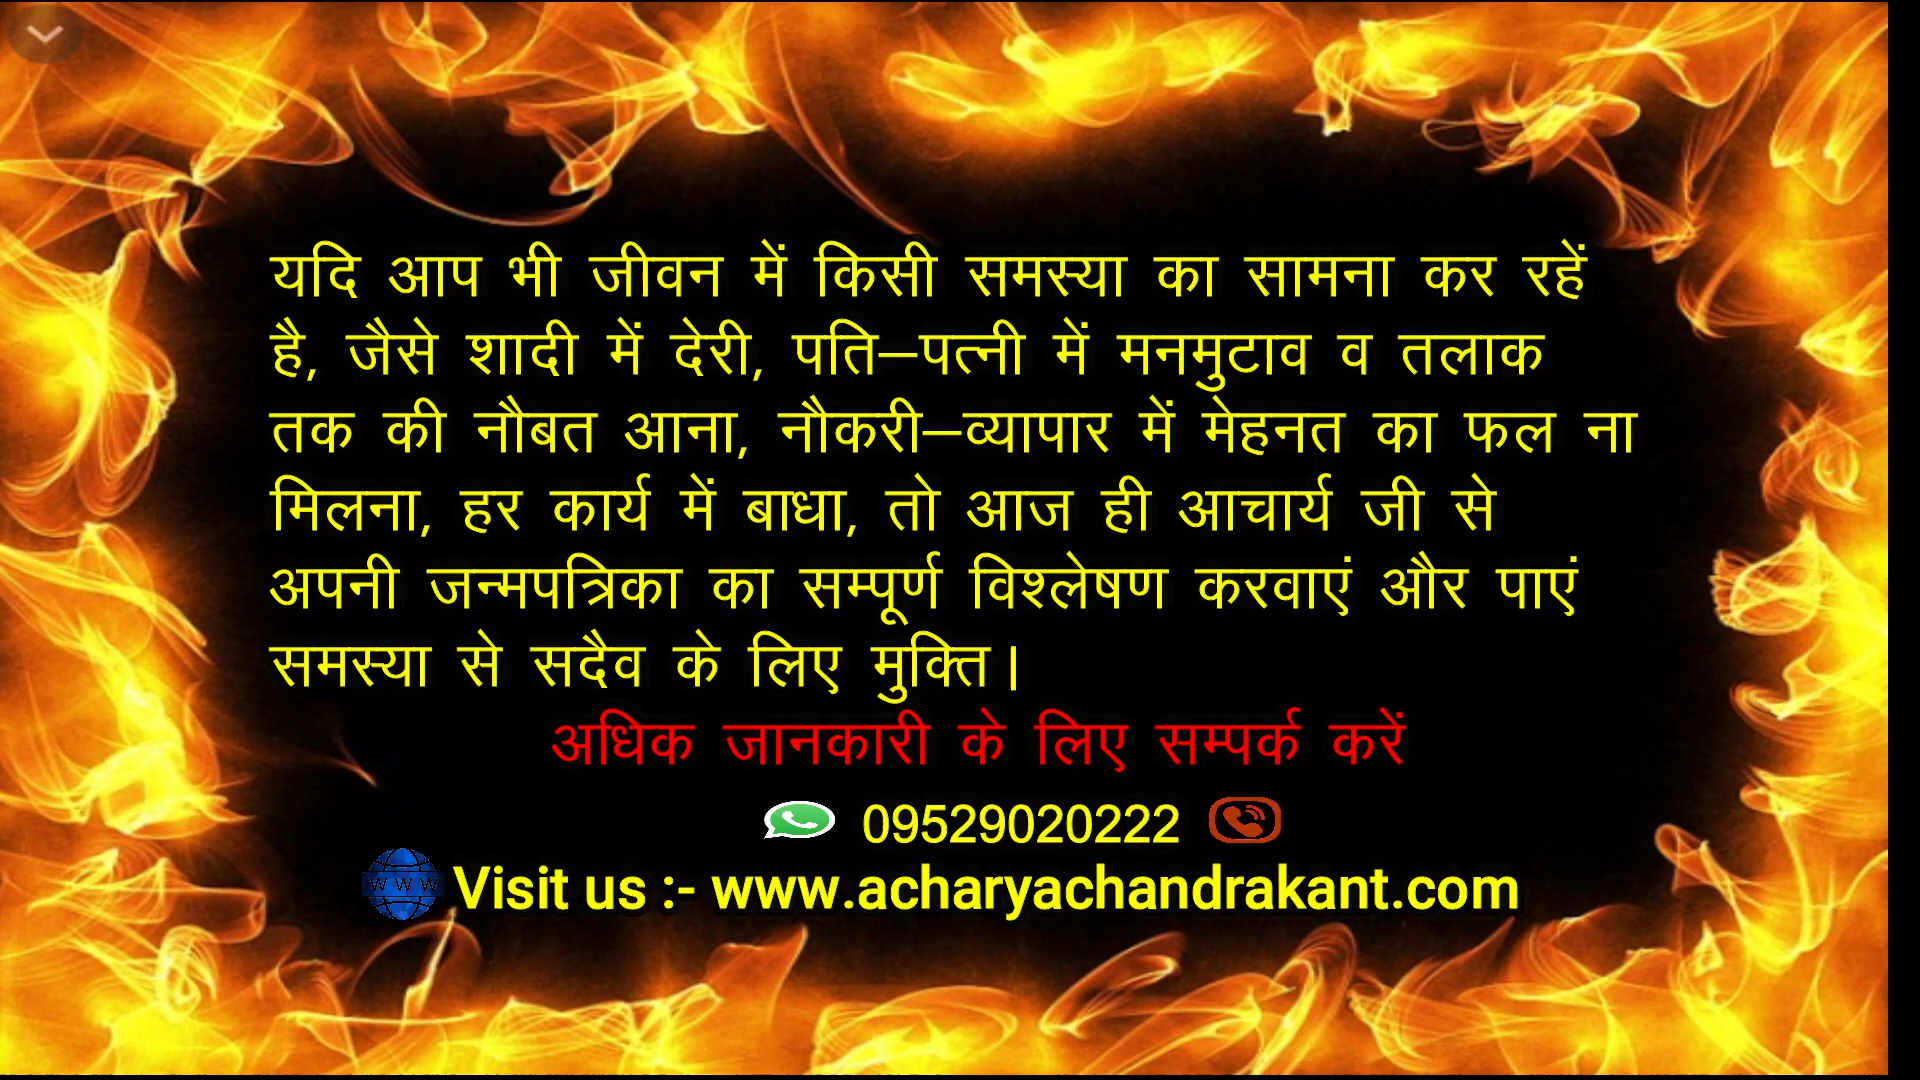 यदि आप भी जीवन में किसी समस्या का सामना कर रहें
है, जैसे शादी में देरी, पति–पत्नी में मनमुटाव व तलाक
तक की नौबत आना, नौकरी–व्यापार में मेहनत का फल ना
मिलना, हर कार्य में बाधा, तो आज ही आचार्य जी से
अपनी जन्मपत्रिका का सम्पूर्ण विश्लेषण करवाएं और पाएं
समस्या से सदैव के लिए मुक्ति।
अधिक जानकारी के लिए सम्पर्क करें
09529020222
WWW Visit us :- www.acharyachandrakant.com